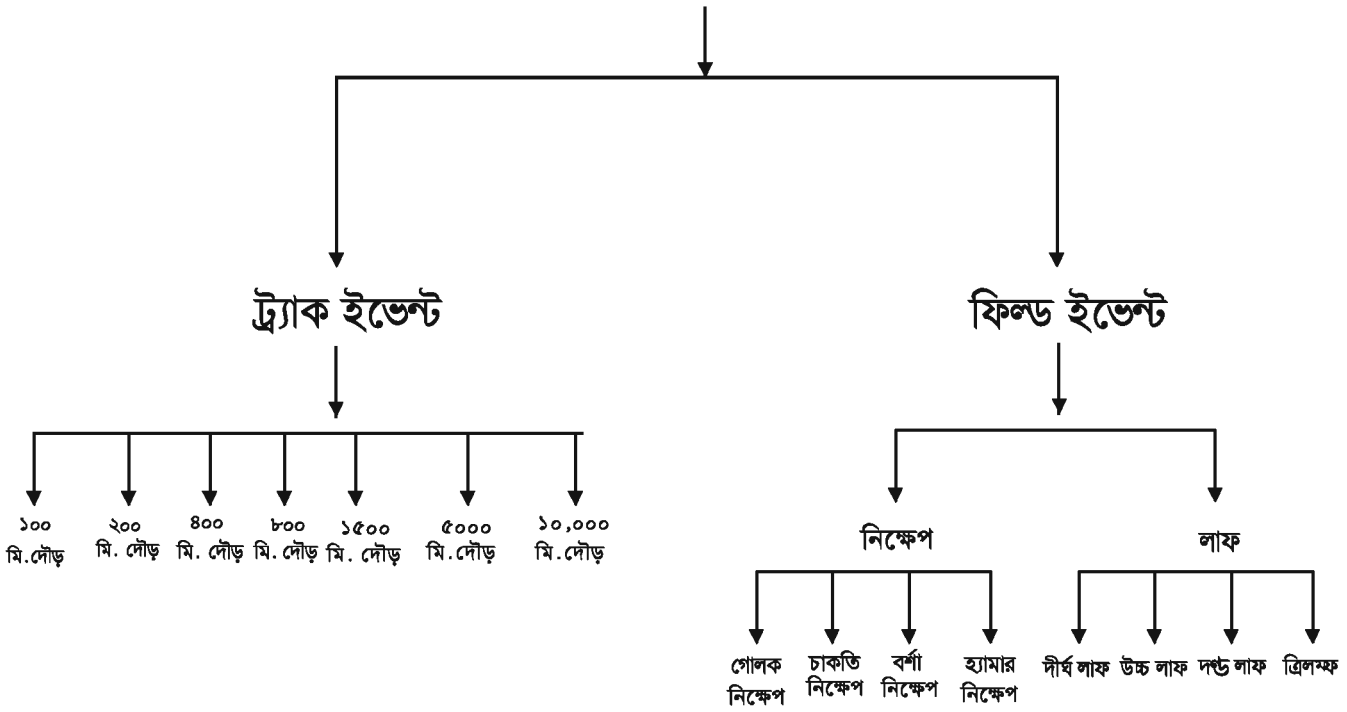 ট্র্যাক ইভেন্ট
ফিল্ড ইভেন্ট
১০০
মি.দৌড়
২০০
মি. দৌড়
৪০০
মি. দৌড়
৮০০
মি. দৌড়
১৫০০
মি. দৌড়
৫০০০
মি.দৌড়
১০,০০০
মি.দৌড়
নিক্ষেপ
লাফ
গোলক
নিক্ষেপ
চাকতি
নিক্ষেপ
বর্শা
নিক্ষেপ
হ্যামার
নিক্ষেপ
দীর্ঘ লাফ
উচ্চ লাফ
দণ্ড লাফ
ত্রিলম্ফ